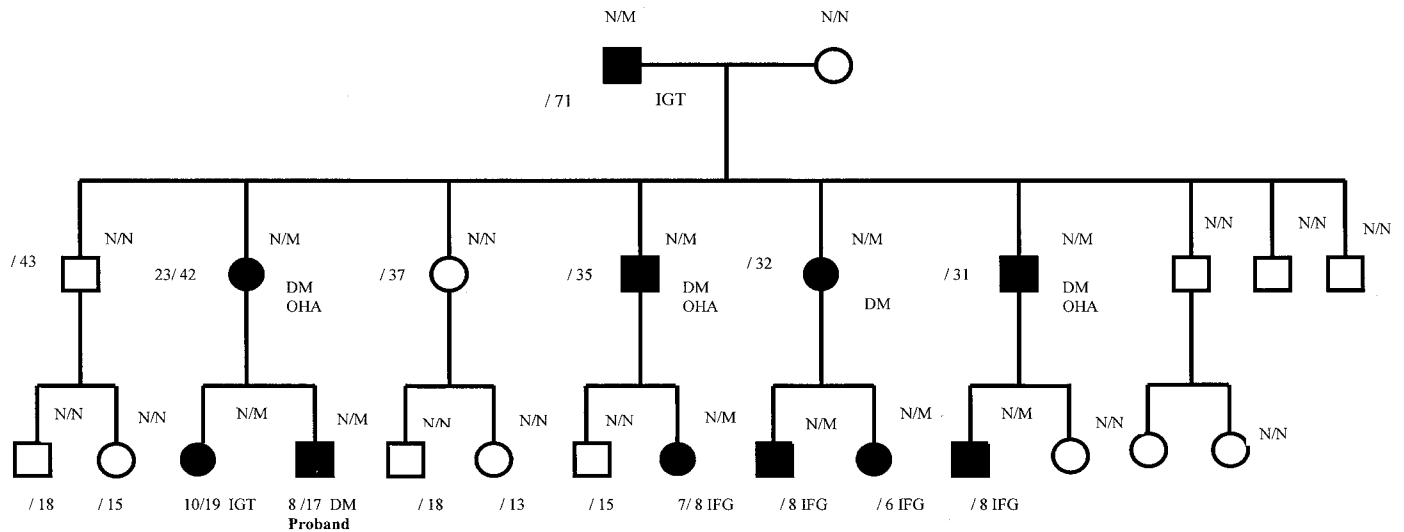 N/M N/N
/ 71 IGT
N/N N/M N/N N/M N/M N/M N/N N/N N/N
/ 43 23/ 42 / 37 / 35 / 32 / 31
DM DM DM DM
OHA OHA OHA
N/N N/N N/M N/M N/N N/N N/N N/M N/M N/M N/M N/N N/N
/ 18 / 15 10/19 IGT 8 /17 DM / 18 / 13 / 15 7/ 8 IFG / 8 IFG / 6 IFG / 8 IFG
Proband